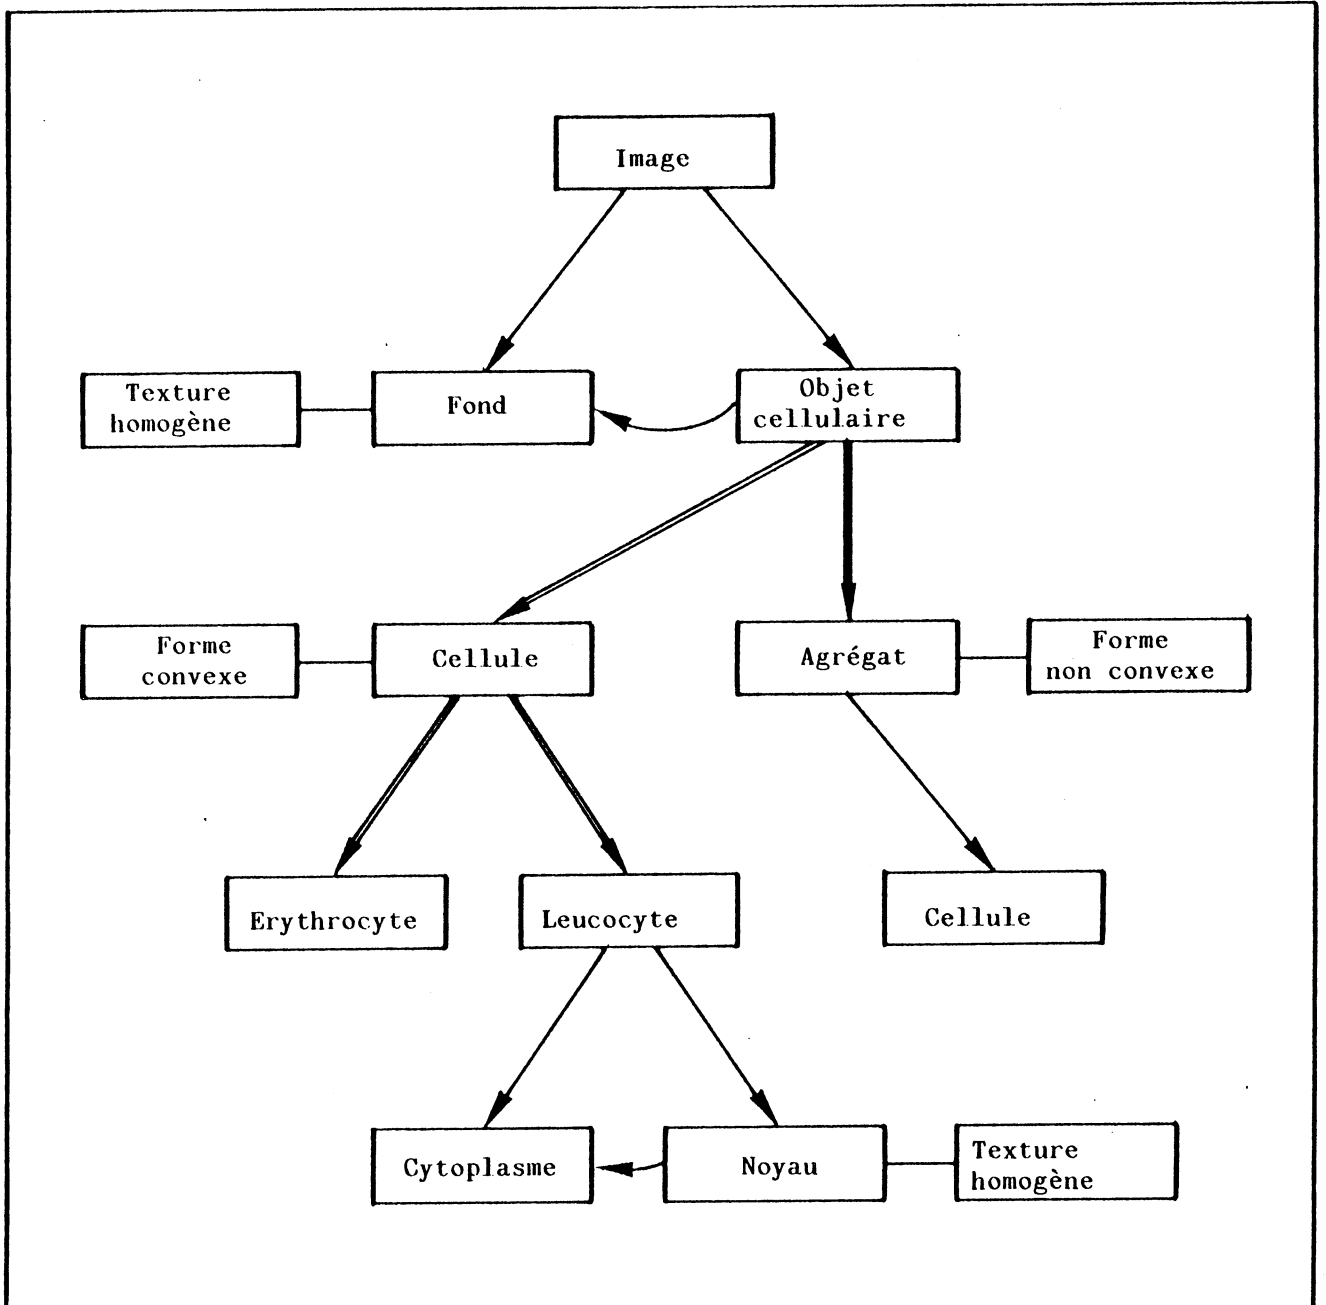 Image
Texture
homogène
Fond
Objet
cellulaire
Forme
convexe
Cellule
Agrégat
Forme
non convexe
Erythrocyte
Leucocyte
Cellule
Cytoplasme
Noyau
Texture
homogène